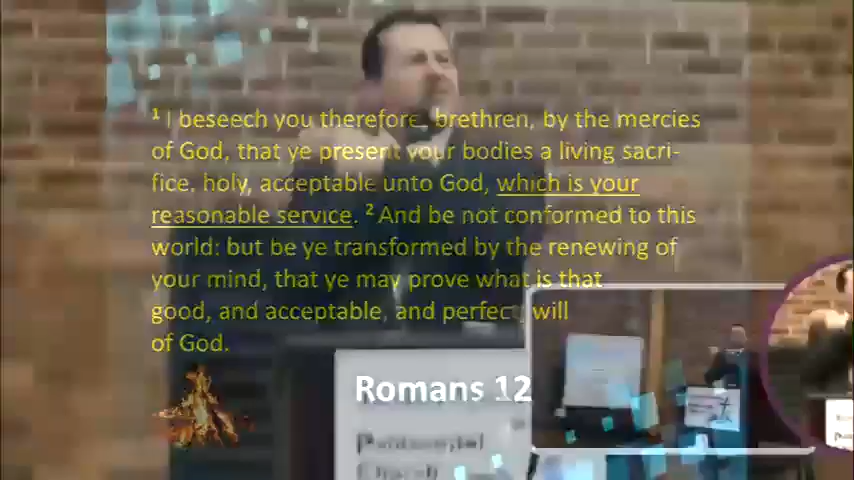 ¹ I beseech you therefore, brethren, by the mercies
of God, that ye present your bodies a living sacri-
fice, holy, acceptable unto God, which is your
reasonable service. ² And be not conformed to this
world: but be ye transformed by the renewing of
your mind, that ye may prove what is that
good, and acceptable, and perfect, will
of God.
Romans 12
Pentecostal
Church